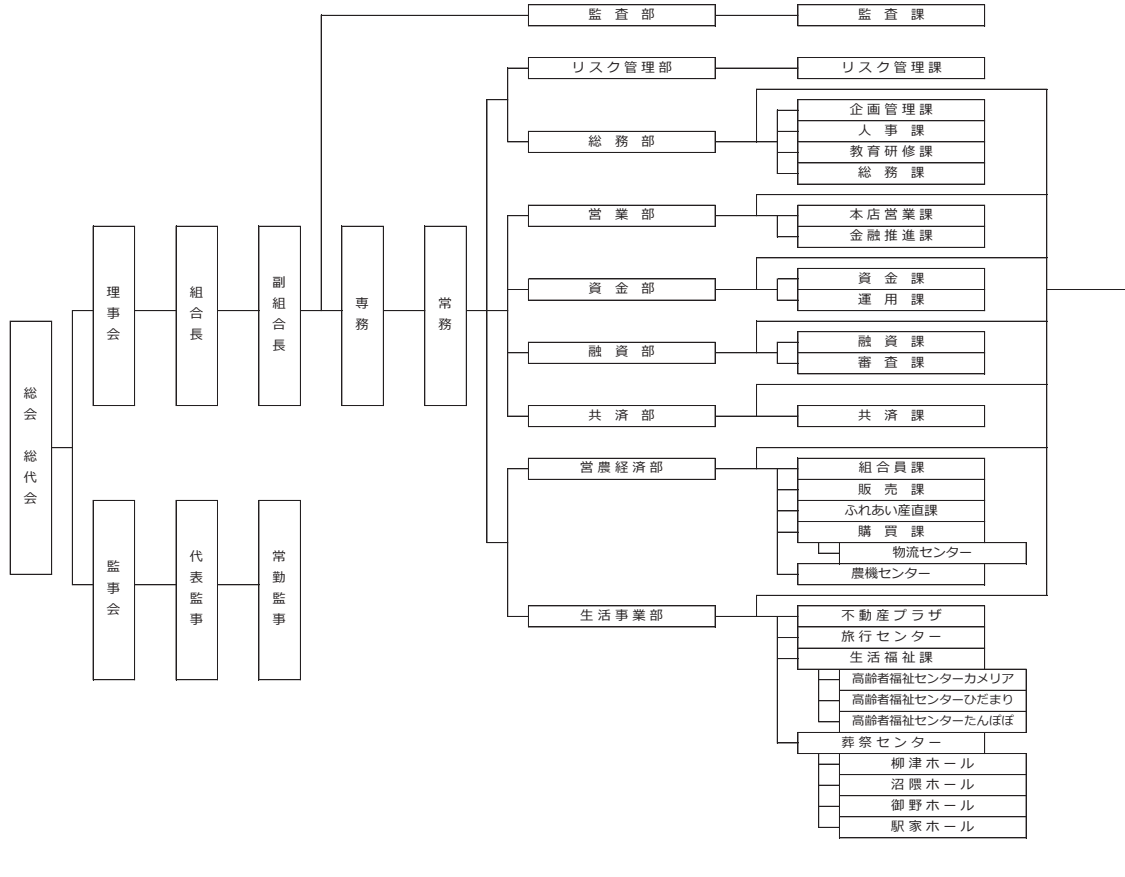 総会 総代会
理事会
組合長
副組合長
専務
常務
監事会
代表監事
常勤監事
監査部
監査課
リスク管理部
リスク管理課
総務部
企画管理課
人事課
教育研修課
総務課
営業部
本店営業課
金融推進課
資金部
資金課
運用課
融資部
融資課
審査課
共済部
共済課
営農経済部
組合員課
販売課
ふれあい産直課
購買課
物流センター
農機センター
生活事業部
不動産プラザ
旅行センター
生活福祉課
高齢者福祉センターカメリア
高齢者福祉センターひだまり
高齢者福祉センターたんぽぽ
葬祭センター
柳津ホール
沼隈ホール
御野ホール
駅家ホール